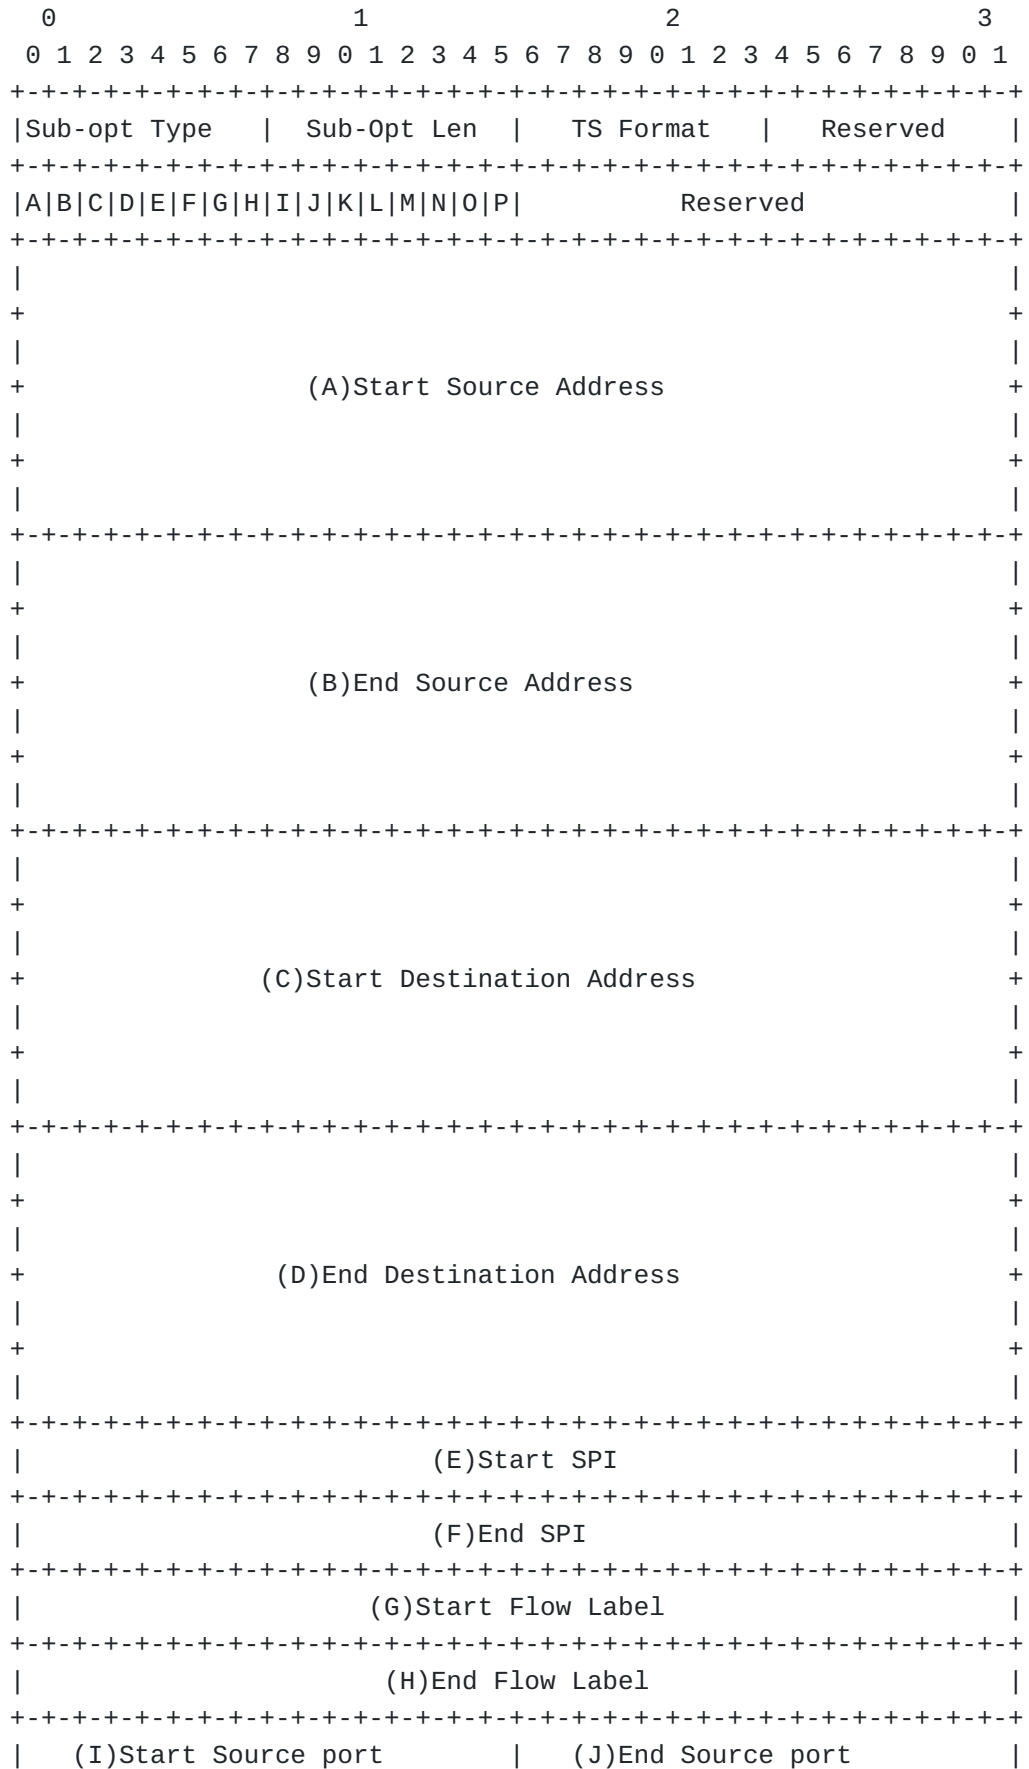 0                   1                   2                   3
 0 1 2 3 4 5 6 7 8 9 0 1 2 3 4 5 6 7 8 9 0 1 2 3 4 5 6 7 8 9 0 1
+-+-+-+-+-+-+-+-+-+-+-+-+-+-+-+-+-+-+-+-+-+-+-+-+-+-+-+-+-+-+-+-+
|Sub-opt Type   |  Sub-Opt Len  |   TS Format   |   Reserved    |
+-+-+-+-+-+-+-+-+-+-+-+-+-+-+-+-+-+-+-+-+-+-+-+-+-+-+-+-+-+-+-+-+
|A|B|C|D|E|F|G|H|I|J|K|L|M|N|O|P|          Reserved             |
+-+-+-+-+-+-+-+-+-+-+-+-+-+-+-+-+-+-+-+-+-+-+-+-+-+-+-+-+-+-+-+-+
|                                                               |
+                                                               +
|                                                               |
+                  (A)Start Source Address                      +
|                                                               |
+                                                               +
|                                                               |
+-+-+-+-+-+-+-+-+-+-+-+-+-+-+-+-+-+-+-+-+-+-+-+-+-+-+-+-+-+-+-+-+
|                                                               |
+                                                               +
|                                                               |
+                  (B)End Source Address                        +
|                                                               |
+                                                               +
|                                                               |
+-+-+-+-+-+-+-+-+-+-+-+-+-+-+-+-+-+-+-+-+-+-+-+-+-+-+-+-+-+-+-+-+
|                                                               |
+                                                               +
|                                                               |
+               (C)Start Destination Address                    +
|                                                               |
+                                                               +
|                                                               |
+-+-+-+-+-+-+-+-+-+-+-+-+-+-+-+-+-+-+-+-+-+-+-+-+-+-+-+-+-+-+-+-+
|                                                               |
+                                                               +
|                                                               |
+                (D)End Destination Address                     +
|                                                               |
+                                                               +
|                                                               |
+-+-+-+-+-+-+-+-+-+-+-+-+-+-+-+-+-+-+-+-+-+-+-+-+-+-+-+-+-+-+-+-+
|                          (E)Start SPI                         |
+-+-+-+-+-+-+-+-+-+-+-+-+-+-+-+-+-+-+-+-+-+-+-+-+-+-+-+-+-+-+-+-+
|                          (F)End SPI                           |
+-+-+-+-+-+-+-+-+-+-+-+-+-+-+-+-+-+-+-+-+-+-+-+-+-+-+-+-+-+-+-+-+
|                      (G)Start Flow Label                      |
+-+-+-+-+-+-+-+-+-+-+-+-+-+-+-+-+-+-+-+-+-+-+-+-+-+-+-+-+-+-+-+-+
|                       (H)End Flow Label                       |
+-+-+-+-+-+-+-+-+-+-+-+-+-+-+-+-+-+-+-+-+-+-+-+-+-+-+-+-+-+-+-+-+
|   (I)Start Source port        |   (J)End Source port          |